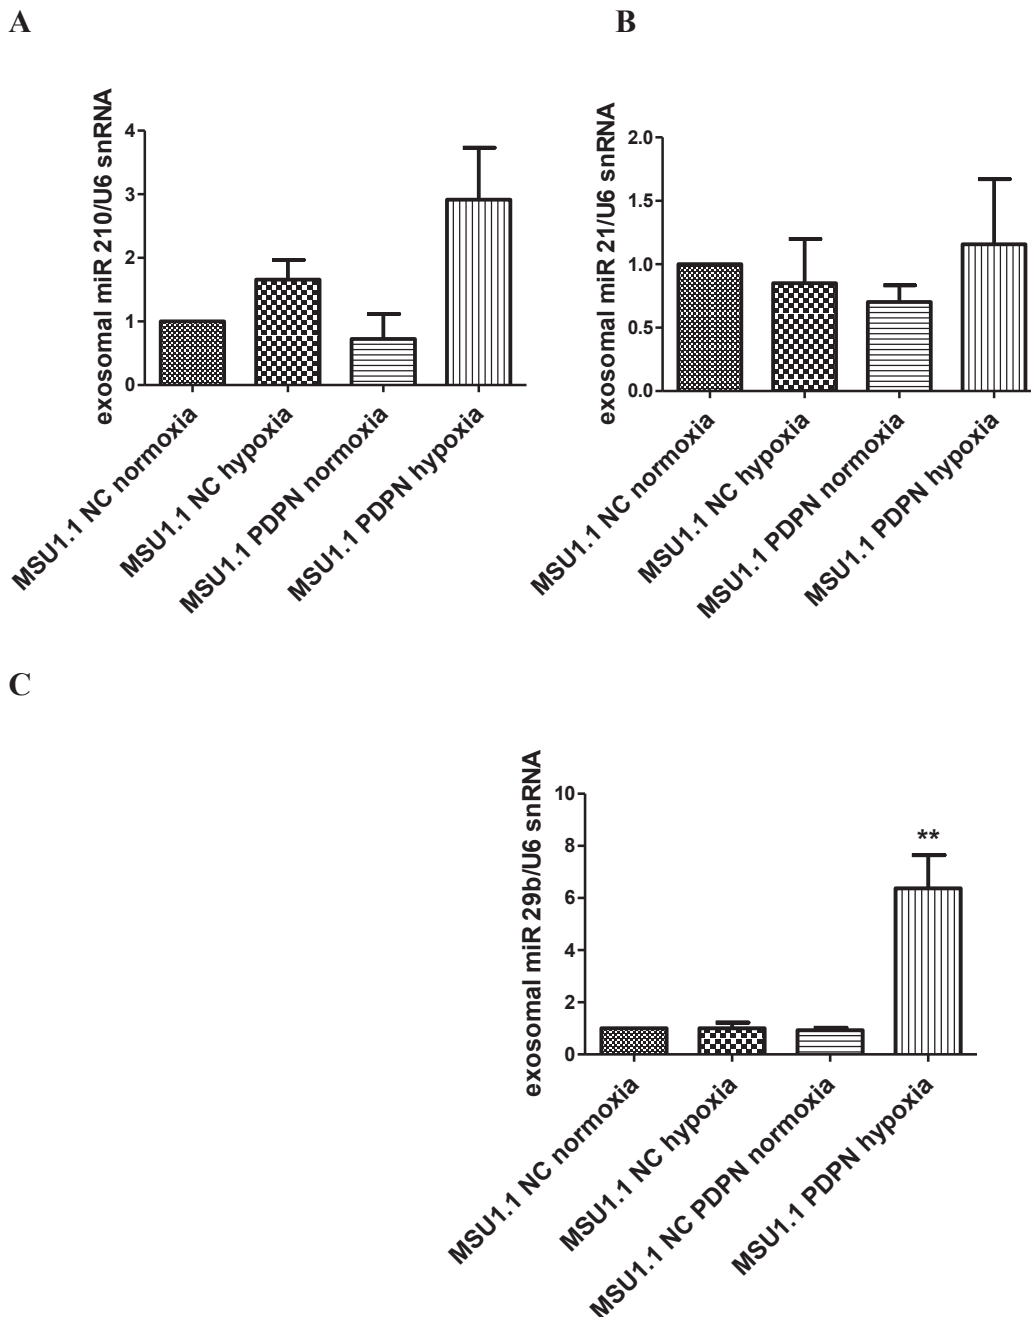 A
exosomal miR 210/U6 snRNA
4
3
2
1
0
MSU1.1 NC normoxia
MSU1.1 NC hypoxia
MSU1.1 PDPN normoxia
MSU1.1 PDPN hypoxia
B
exosomal miR 21/U6 snRNA
2.0
1.5
1.0
0.5
0.0
MSU1.1 NC normoxia
MSU1.1 NC hypoxia
MSU1.1 PDPN normoxia
MSU1.1 PDPN hypoxia
C
exosomal miR 29b/U6 snRNA
10
8
6
4
2
0
**
MSU1.1 NC normoxia
MSU1.1 NC hypoxia
MSU1.1 NC PDPN normoxia
MSU1.1 PDPN hypoxia